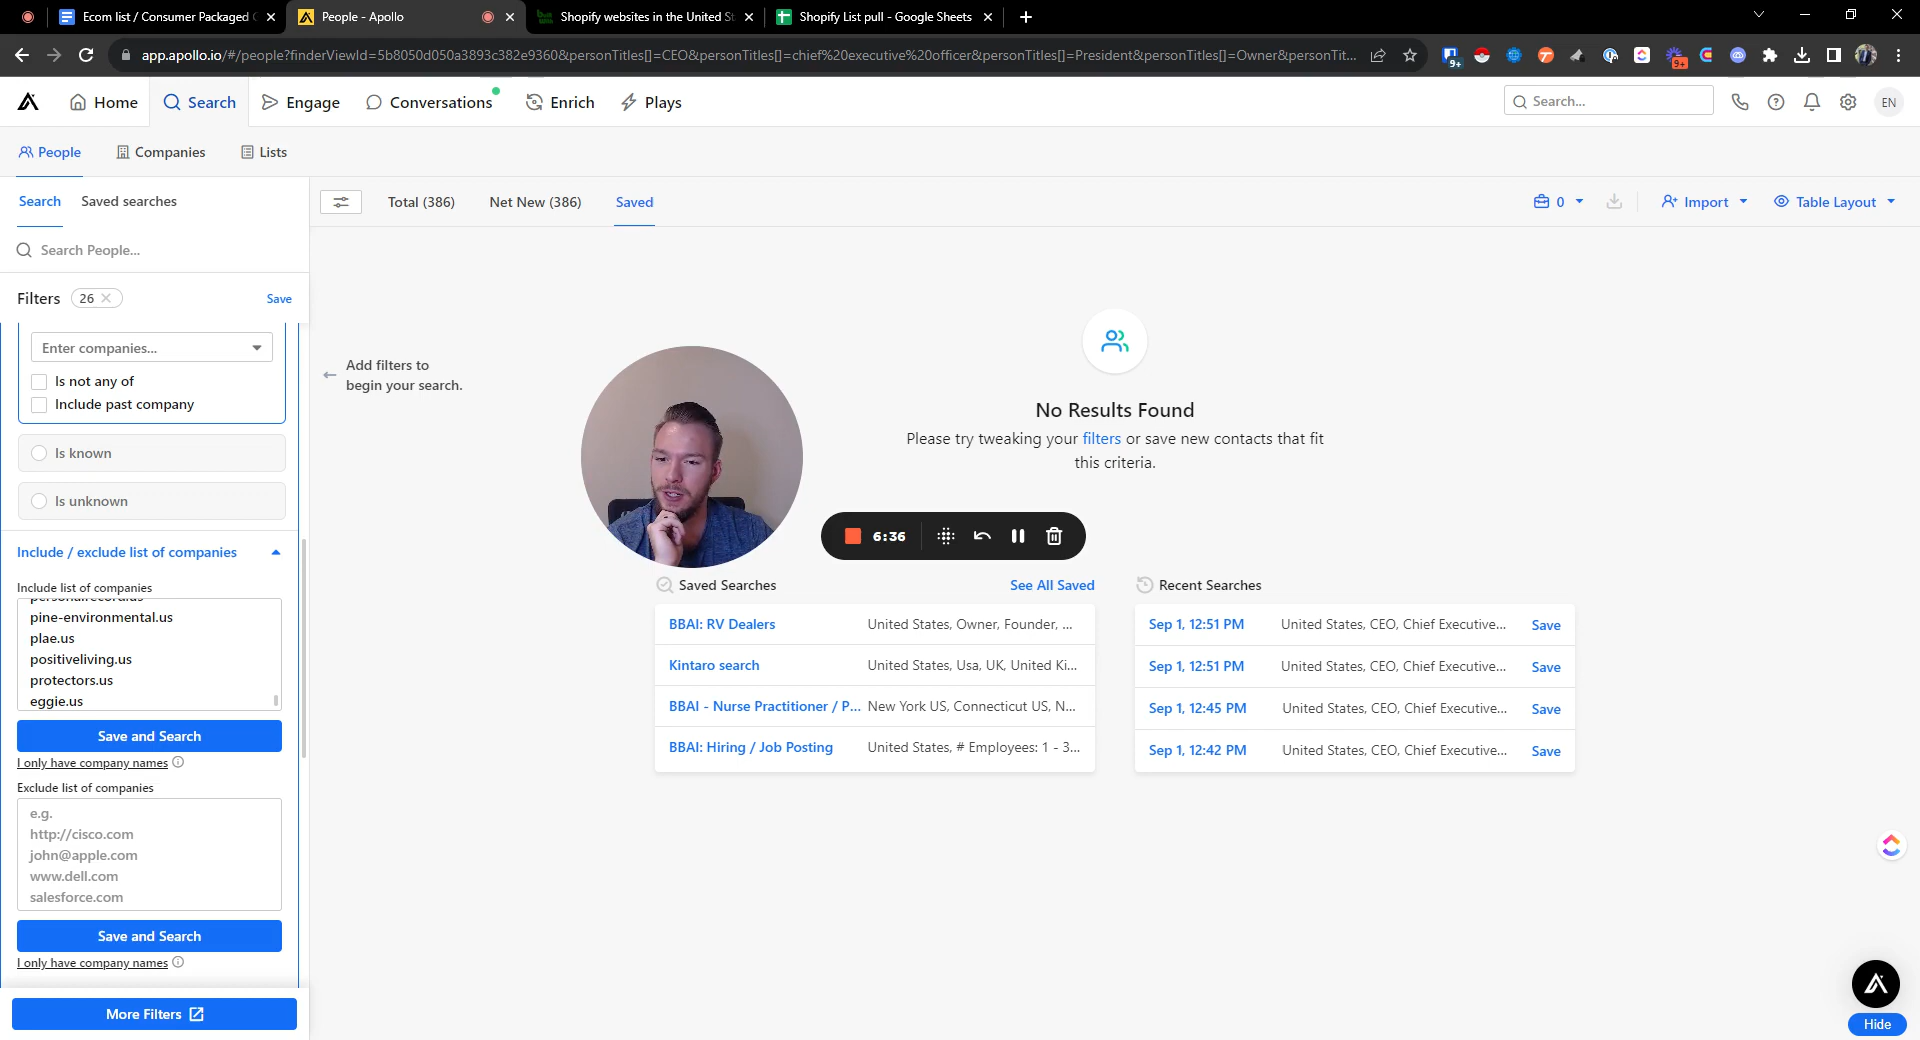 Ecom list / Consumer Packaged
People - Apollo
Shopify websites in the United St
Shopify List pull - Google Sheets
app.apollo.io/#/people?finderViewId=5b8050d050a3893c382e9360&personTitles[]=CEO&personTitles[]=chief%20executive%20officer&personTitles[]=President&personTitles[]=Owner&personTit...
9+
9+
Home
Search
Engage
Conversations
Enrich
Plays
Search...
EN
People
Companies
Lists
Search
Saved searches
Total (386)
Net New (386)
Saved
0
Import
Table Layout
Search People...
Filters
26
Save
Enter companies...
Is not any of
Include past company
Is known
Is unknown
Include / exclude list of companies
Include list of companies
pine-environmental.us
plae.us
positiveliving.us
protectors.us
eggie.us
Save and Search
I only have company names
Exclude list of companies
e.g.
http://cisco.com
john@apple.com
www.dell.com
salesforce.com
Save and Search
I only have company names
More Filters
Add filters to
begin your search.
No Results Found
Please try tweaking your filters or save new contacts that fit
this criteria.
6:36
Saved Searches
See All Saved
BBAI: RV Dealers
United States, Owner, Founder, ...
Kintaro search
United States, Usa, UK, United Ki...
BBAI - Nurse Practitioner / P...
New York US, Connecticut US, N...
BBAI: Hiring / Job Posting
United States, # Employees: 1 - 3...
Recent Searches
Sep 1, 12:51 PM
United States, CEO, Chief Executive...
Save
Sep 1, 12:51 PM
United States, CEO, Chief Executive...
Save
Sep 1, 12:45 PM
United States, CEO, Chief Executive...
Save
Sep 1, 12:42 PM
United States, CEO, Chief Executive...
Save
Hide